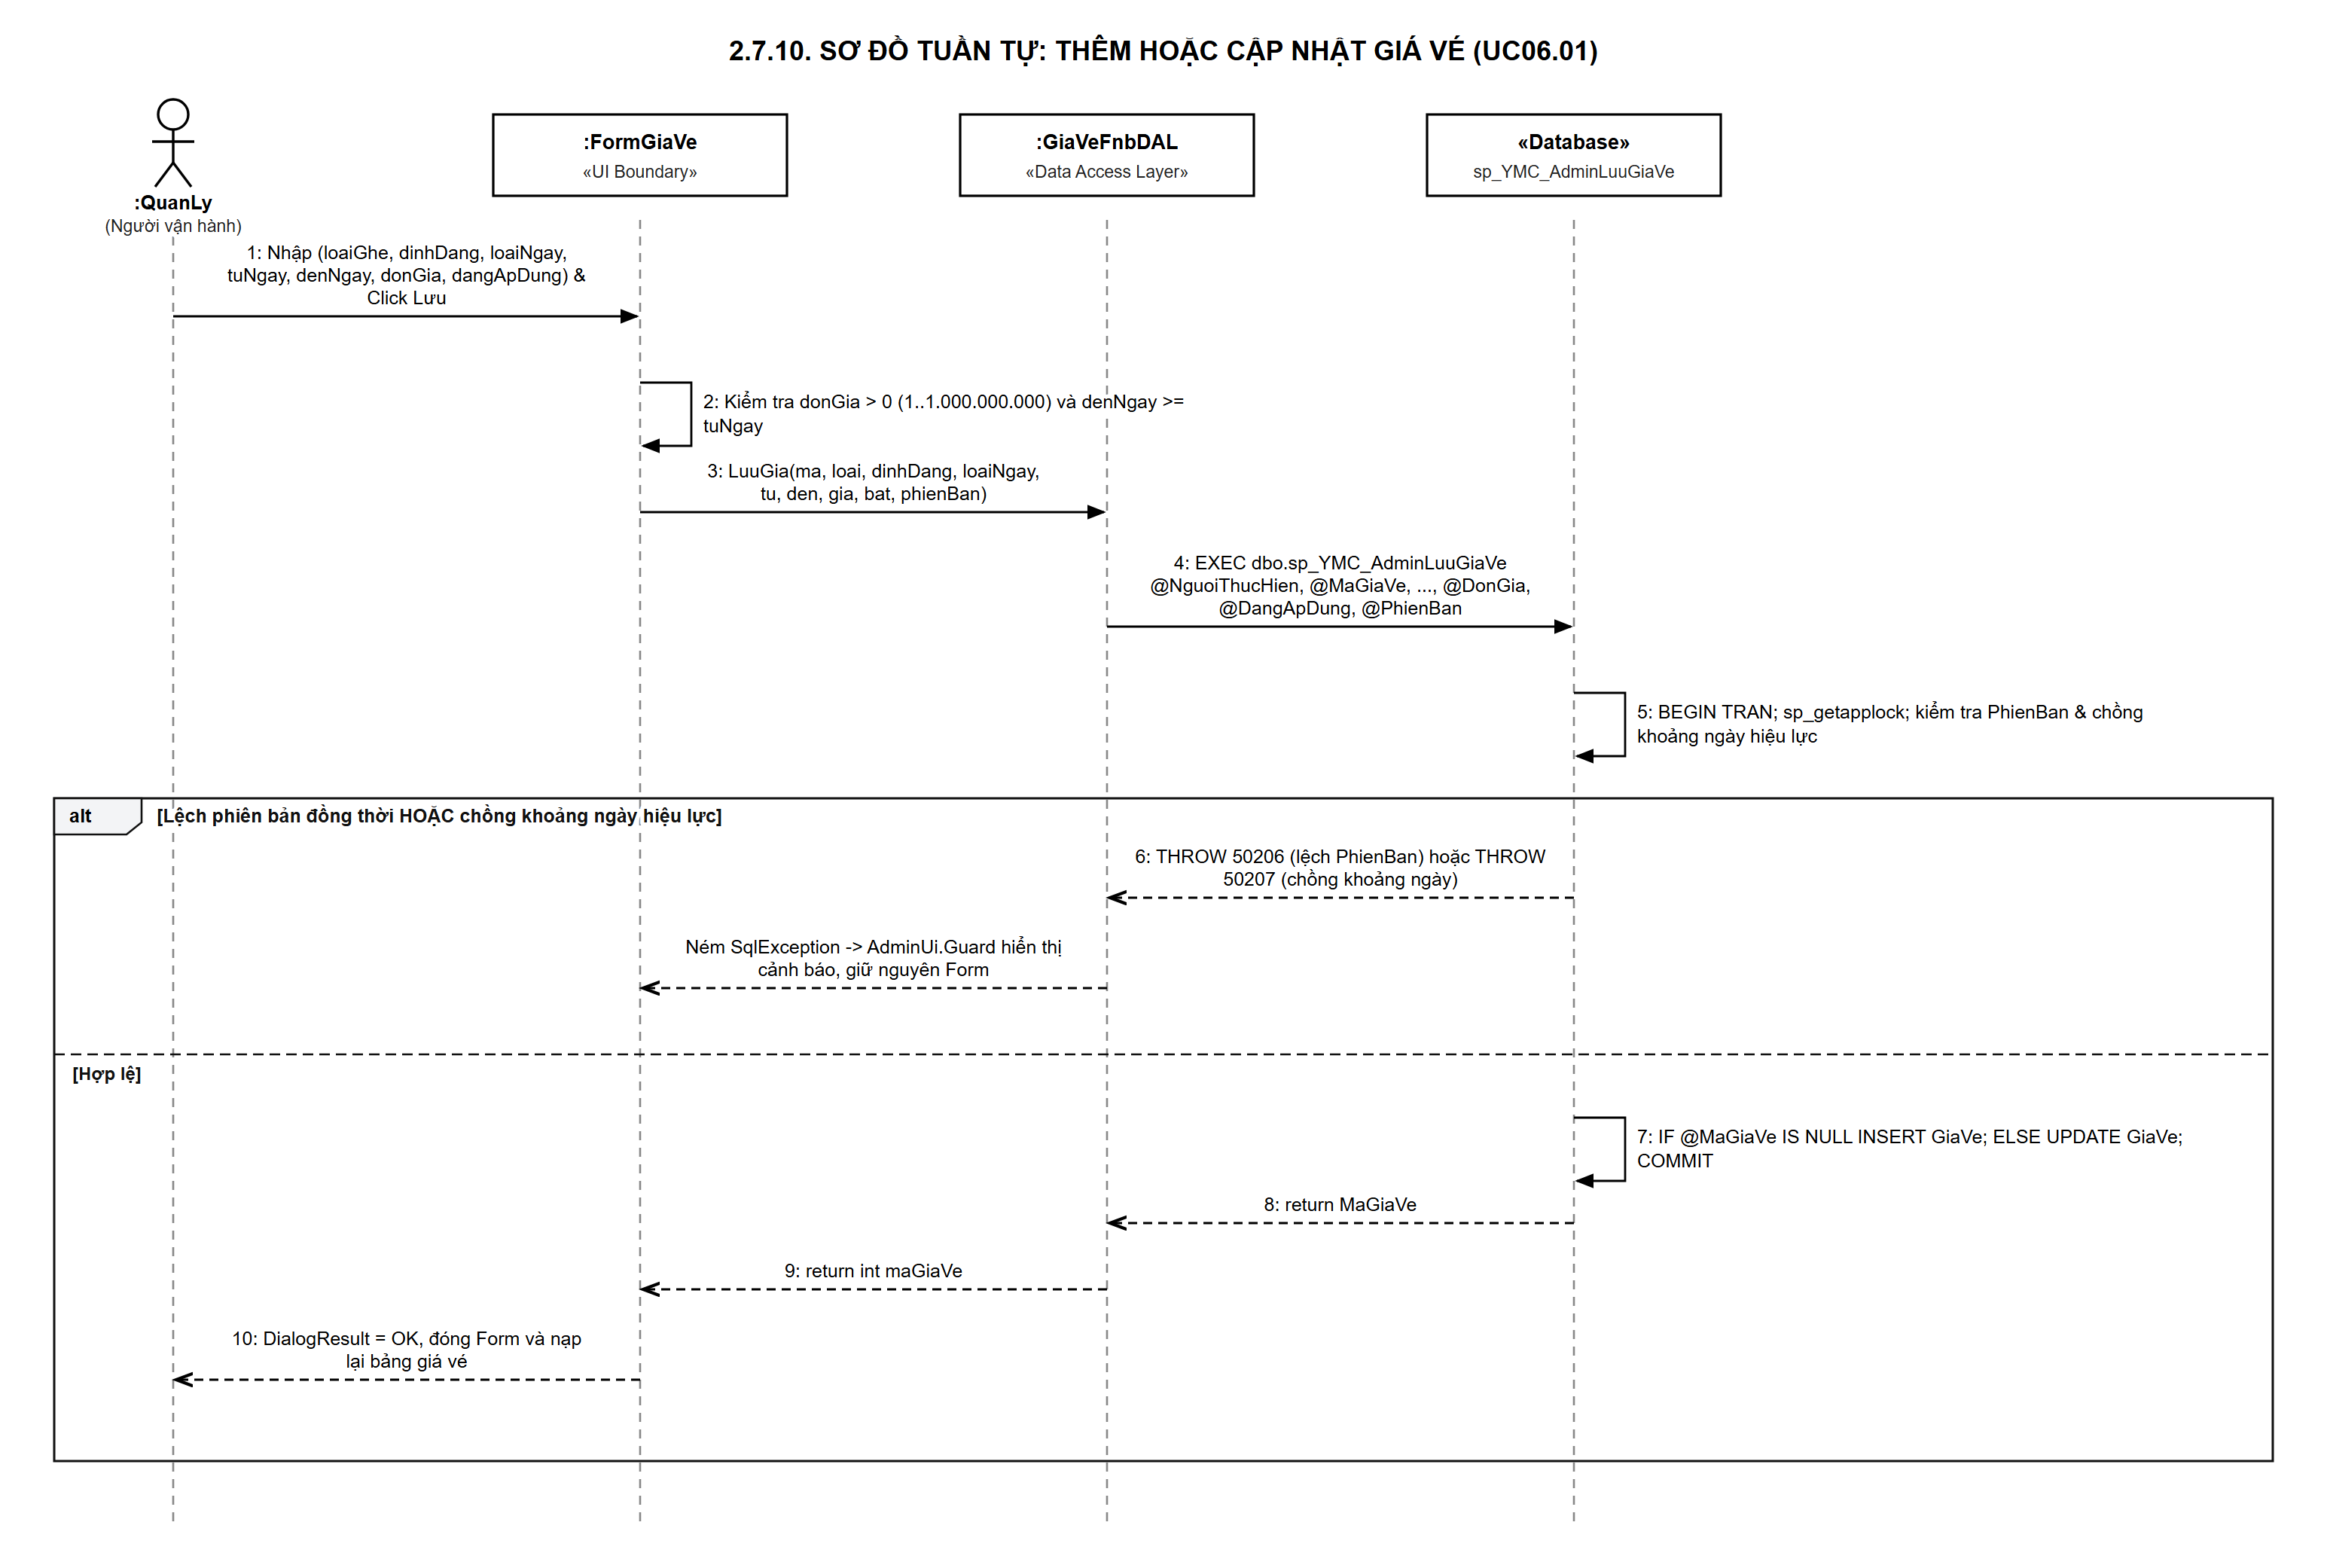 2.7.10. SƠ ĐỒ TUẦN TỰ: THÊM HOẶC CẬP NHẬT GIÁ VÉ (UC06.01)
:QuanLy
(Người vận hành)
:FormGiaVe
«UI Boundary»
:GiaVeFnbDAL
«Data Access Layer»
«Database»
sp_YMC_AdminLuuGiaVe
1: Nhập (loaiGhe, dinhDang, loaiNgay,
tuNgay, denNgay, donGia, dangApDung) &
Click Lưu
2: Kiểm tra donGia > 0 (1..1.000.000.000) và denNgay >=
tuNgay
3: LuuGia(ma, loai, dinhDang, loaiNgay,
tu, den, gia, bat, phienBan)
4: EXEC dbo.sp_YMC_AdminLuuGiaVe
@NguoiThucHien, @MaGiaVe, ..., @DonGia,
@DangApDung, @PhienBan
5: BEGIN TRAN; sp_getapplock; kiểm tra PhienBan & chồng
khoảng ngày hiệu lực
alt
[Lệch phiên bản đồng thời HOẶC chồng khoảng ngày hiệu lực]
6: THROW 50206 (lệch PhienBan) hoặc THROW
50207 (chồng khoảng ngày)
Ném SqlException -> AdminUi.Guard hiển thị
cảnh báo, giữ nguyên Form
[Hợp lệ]
7: IF @MaGiaVe IS NULL INSERT GiaVe; ELSE UPDATE GiaVe;
COMMIT
8: return MaGiaVe
9: return int maGiaVe
10: DialogResult = OK, đóng Form và nạp
lại bảng giá vé